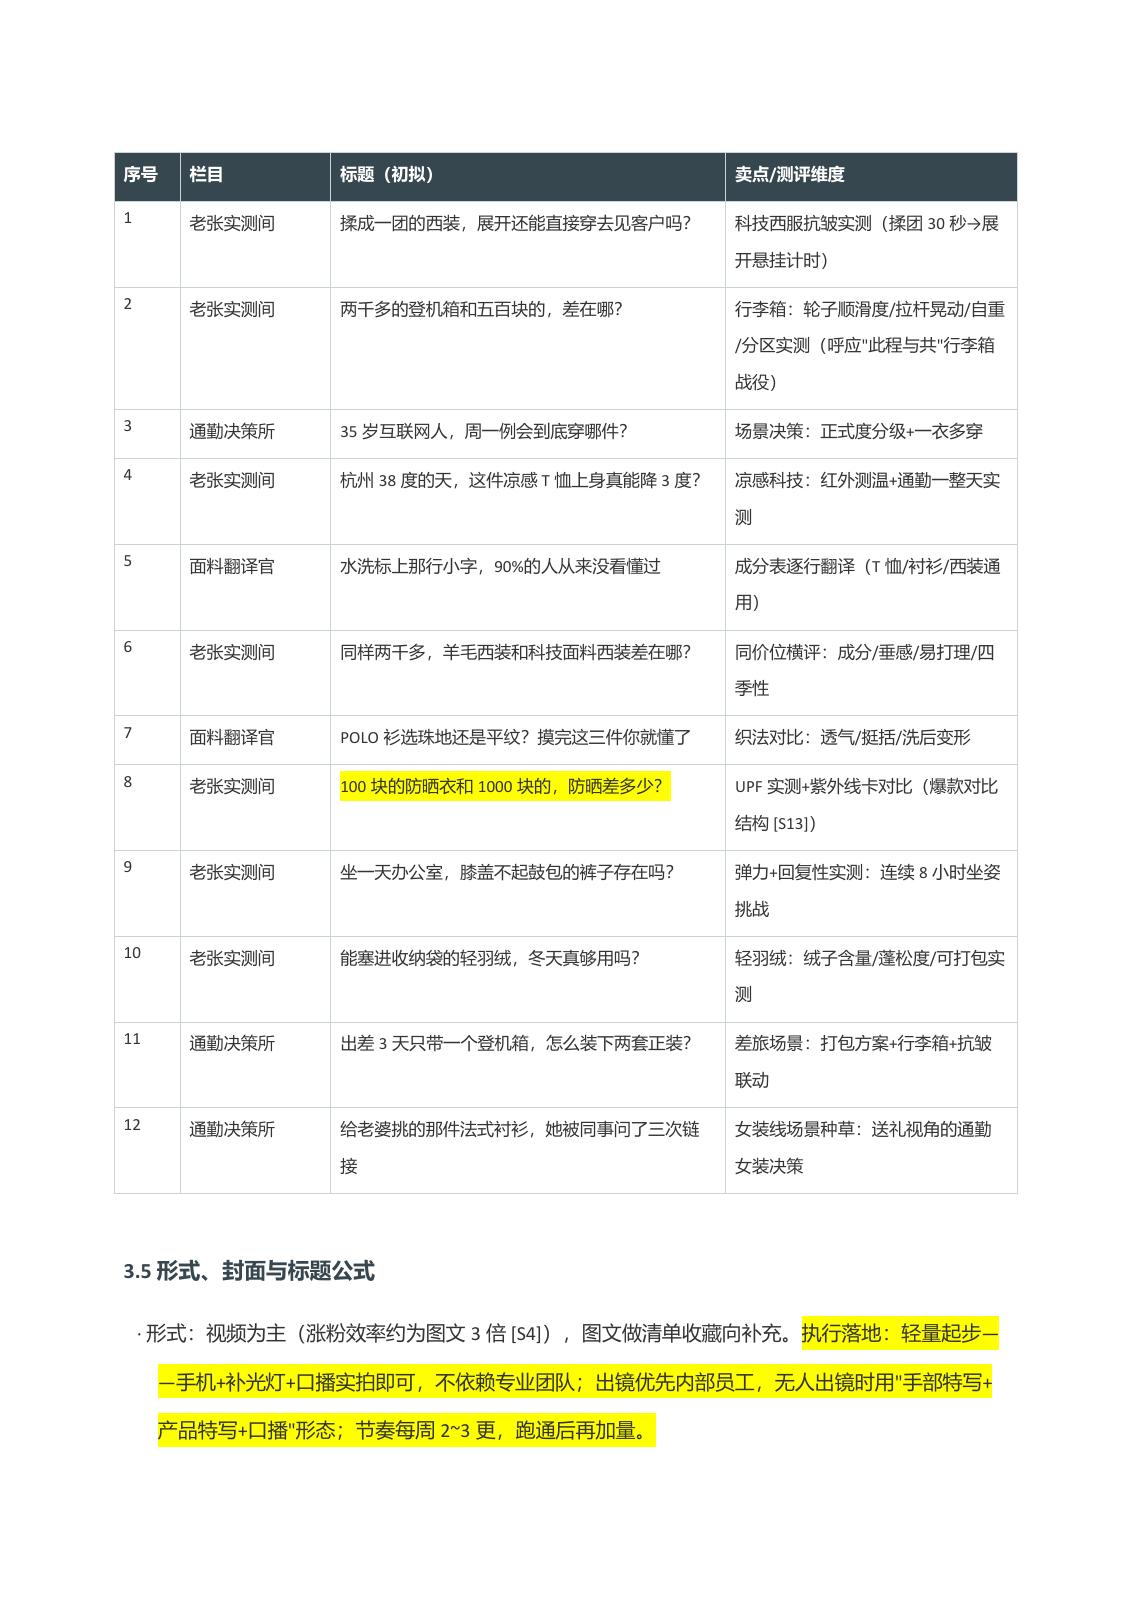 序号 栏目 标题（初拟） 卖点/测评维度
1 老张实测间 揉成一团的西装，展开还能直接穿去见客户吗？ 科技西服抗皱实测（揉团 30 秒→展
开悬挂计时）
2 老张实测间 两千多的登机箱和五百块的，差在哪？ 行李箱：轮子顺滑度/拉杆晃动/自重
/分区实测（呼应"此程与共"行李箱
战役）
3 通勤决策所 35 岁互联网人，周一例会到底穿哪件？ 场景决策：正式度分级+一衣多穿
4 老张实测间 杭州 38 度的天，这件凉感 T 恤上身真能降 3 度？ 凉感科技：红外测温+通勤一整天实
测
5 面料翻译官 水洗标上那行小字，90%的人从来没看懂过 成分表逐行翻译（T 恤/衬衫/西装通
用）
6 老张实测间 同样两千多，羊毛西装和科技面料西装差在哪？ 同价位横评：成分/垂感/易打理/四
季性
7 面料翻译官 POLO 衫选珠地还是平纹？摸完这三件你就懂了 织法对比：透气/挺括/洗后变形
8 老张实测间 100 块的防晒衣和 1000 块的，防晒差多少？ UPF 实测+紫外线卡对比（爆款对比
结构 [S13]）
9 老张实测间 坐一天办公室，膝盖不起鼓包的裤子存在吗？ 弹力+回复性实测：连续 8 小时坐姿
挑战
10 老张实测间 能塞进收纳袋的轻羽绒，冬天真够用吗？ 轻羽绒：绒子含量/蓬松度/可打包实
测
11 通勤决策所 出差 3 天只带一个登机箱，怎么装下两套正装？ 差旅场景：打包方案+行李箱+抗皱
联动
12 通勤决策所 给老婆挑的那件法式衬衫，她被同事问了三次链 女装线场景种草：送礼视角的通勤
接 女装决策
3.5 形式、封面与标题公式
· 形式：视频为主（涨粉效率约为图文 3 倍 [S4]），图文做清单收藏向补充。执行落地：轻量起步—
—手机+补光灯+口播实拍即可，不依赖专业团队；出镜优先内部员工，无人出镜时用"手部特写+
产品特写+口播"形态；节奏每周 2~3 更，跑通后再加量。